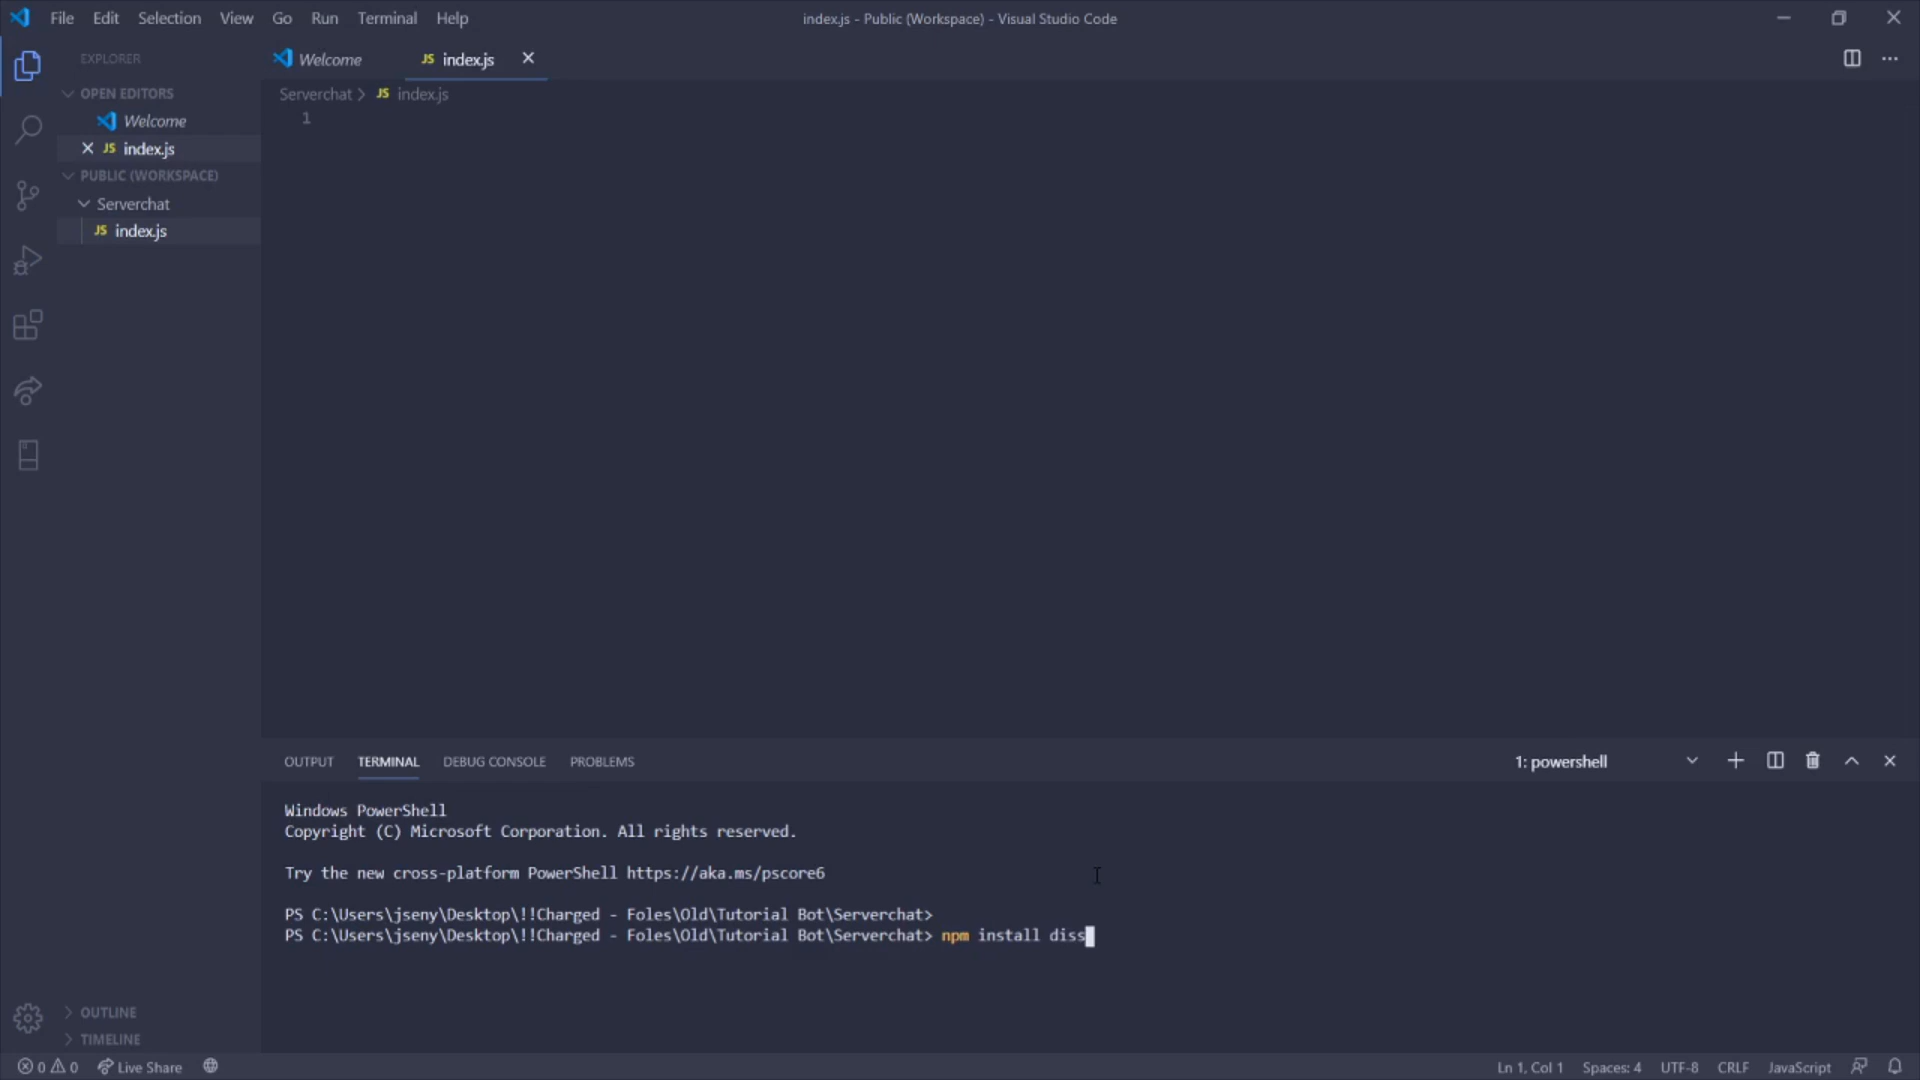 File Edit Selection View Go Run Terminal Help
index.js - Public (Workspace) - Visual Studio Code
EXPLORER
OPEN EDITORS
Welcome
JS index.js
PUBLIC (WORKSPACE)
Serverchat
JS index.js
OUTLINE
TIMELINE
Welcome
JS index.js
Serverchat > JS index.js
1
OUTPUT TERMINAL DEBUG CONSOLE PROBLEMS
1: powershell
Windows PowerShell
Copyright (C) Microsoft Corporation. All rights reserved.
Try the new cross-platform PowerShell https://aka.ms/pscore6
PS C:\Users\jseny\Desktop\!!Charged - Foles\Old\Tutorial Bot\Serverchat>
PS C:\Users\jseny\Desktop\!!Charged - Foles\Old\Tutorial Bot\Serverchat> npm install diss
0 0 Live Share
Ln 1, Col 1 Spaces: 4 UTF-8 CRLF JavaScript